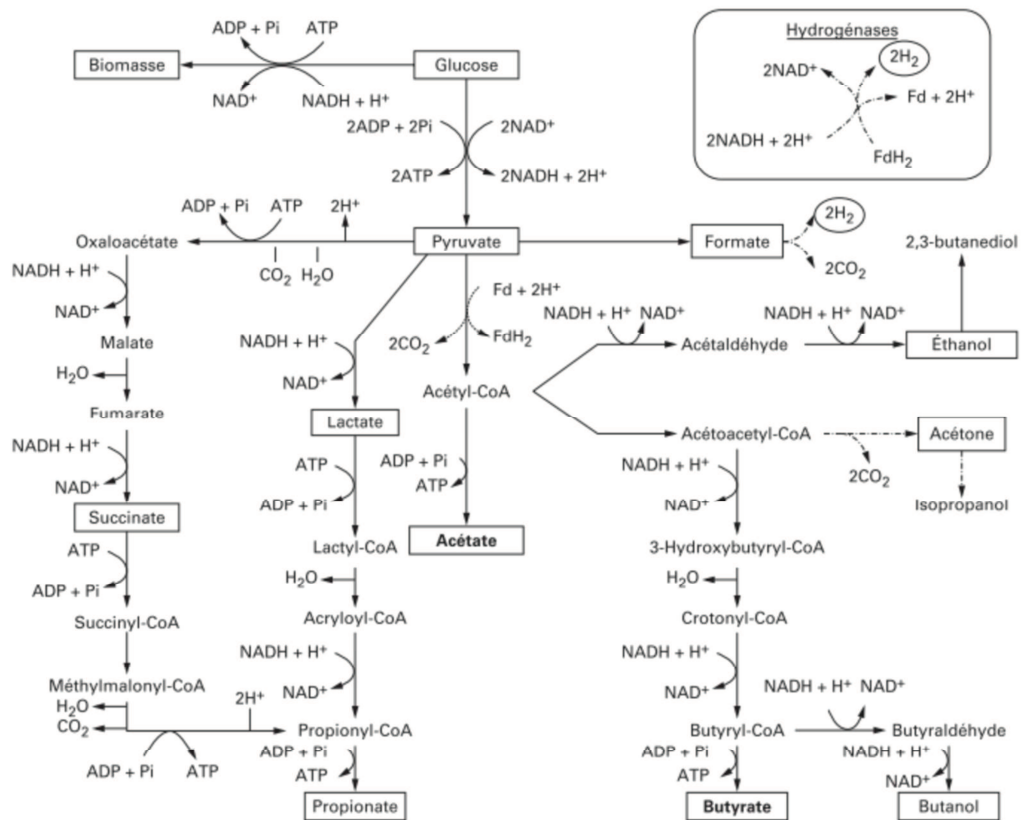 ADP + Pi ATP
Biomasse
Glucose
NAD⁺ NADH + H⁺
2ADP + 2Pi 2NAD⁺
2ATP 2NADH + 2H⁺
Hydrogénases
2NAD⁺ 2H₂
Fd + 2H⁺
2NADH + 2H⁺
FdH₂
ADP + Pi ATP 2H⁺
Oxaloacétate
CO₂ H₂O
Pyruvate
Formate
2H₂
2CO₂
2,3-butanediol
NADH + H⁺
NAD⁺
Malate
H₂O
Fumarate
NADH + H⁺
NAD⁺
Succinate
ATP
ADP + Pi
Succinyl-CoA
Méthylmalonyl-CoA
H₂O
CO₂
ADP + Pi ATP
2H⁺
NADH + H⁺
NAD⁺
Lactate
ATP
ADP + Pi
Lactyl-CoA
H₂O
Acryloyl-CoA
NADH + H⁺
NAD⁺
Propionyl-CoA
ADP + Pi
ATP
Propionate
Fd + 2H⁺
2CO₂ FdH₂
Acétyl-CoA
ADP + Pi
ATP
Acétate
NADH + H⁺ NAD⁺
Acétaldéhyde
NADH + H⁺ NAD⁺
Éthanol
Acétoacetyl-CoA
2CO₂
Acétone
Isopropanol
NADH + H⁺
NAD⁺
3-Hydroxybutyryl-CoA
H₂O
Crotonyl-CoA
NADH + H⁺
NAD⁺
Butyryl-CoA
NADH + H⁺ NAD⁺
Butyraldéhyde
ADP + Pi
ATP
Butyrate
NADH + H⁺
NAD⁺
Butanol